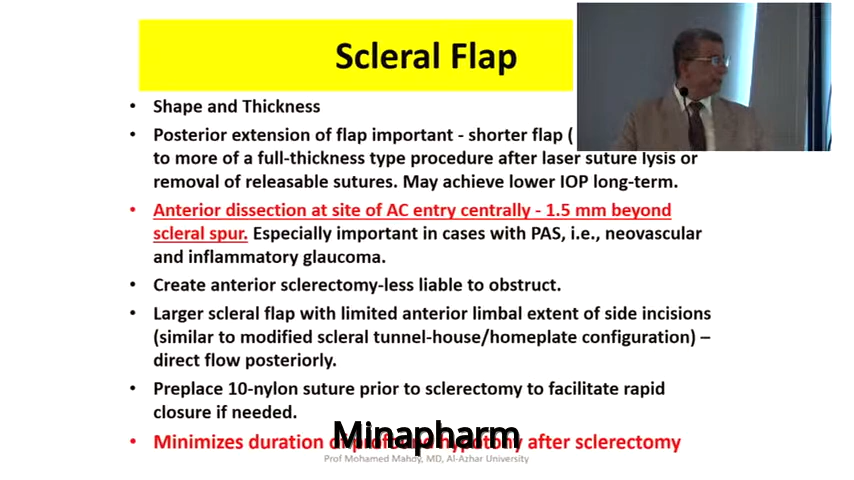 Scleral Flap
• Shape and Thickness
• Posterior extension of flap important - shorter flap (
to more of a full-thickness type procedure after laser suture lysis or
removal of releasable sutures. May achieve lower IOP long-term.
• Anterior dissection at site of AC entry centrally - 1.5 mm beyond
scleral spur. Especially important in cases with PAS, i.e., neovascular
and inflammatory glaucoma.
• Create anterior sclerectomy-less liable to obstruct.
• Larger scleral flap with limited anterior limbal extent of side incisions
(similar to modified scleral tunnel-house/homeplate configuration) –
direct flow posteriorly.
• Preplace 10-nylon suture prior to sclerectomy to facilitate rapid
closure if needed.
• Minimizes duration of profound hypotony after sclerectomy
Minapharm
Prof Mohamed Mahdy, MD, Al-Azhar University